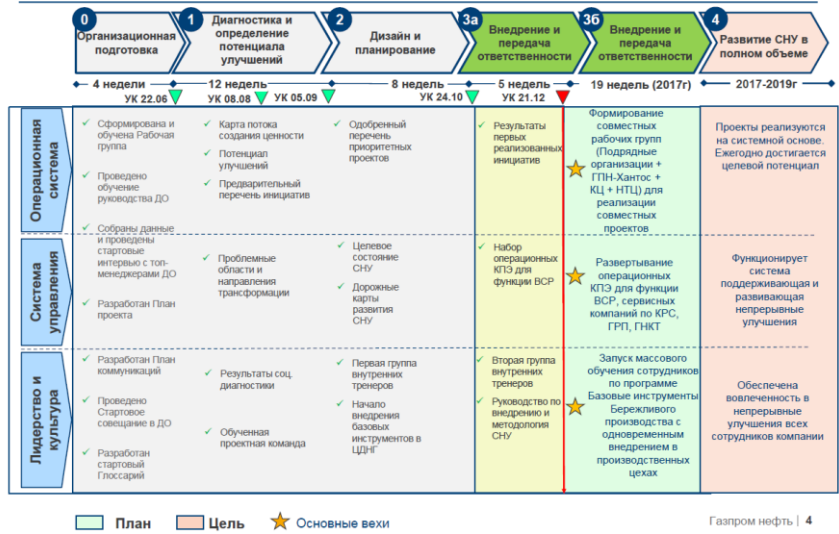 0
Организационная
подготовка
1
Диагностика и
определение
потенциала
улучшений
2
Дизайн и
планирование
3а
Внедрение и
передача
ответственности
3б
Внедрение и
передача
ответственности
4
Развитие СНУ в
полном объеме
4 недели
12 недель
8 недель
5 недель
19 недель (2017г)
2017-2019г
УК 22.06
УК 08.08
УК 05.09
УК 24.10
УК 21.12
Операционная
система
✓ Сформирована и
обучена Рабочая
группа
✓ Проведено
обучение
руководства ДО
✓ Собраны данные
и проведены
стартовые
интервью с топ-
менеджерами ДО
✓ Разработан План
проекта
✓ Карта потока
создания ценности
✓ Потенциал
улучшений
✓ Предварительный
перечень инициатив
✓ Одобренный
перечень
приоритетных
проектов
✓ Результаты
первых
реализованных
инициатив
Формирование
совместных
рабочих групп
(Подрядные
организации +
ГПН-Хантос +
КЦ + НТЦ) для
реализации
совместных
проектов
Проекты реализуются
на системной основе.
Ежегодно достигается
целевой потенциал
Система
управления
✓ Проблемные
области и
направления
трансформации
✓ Целевое
состояние
СНУ
✓ Дорожные
карты
развития
СНУ
✓ Набор
операционных
КПЭ для
функции ВСР
Развертывание
операционных
КПЭ для функции
ВСР, сервисных
компаний по КРС,
ГРП, ГНКТ
Функционирует
система
поддерживающая и
развивающая
непрерывные
улучшения
Лидерство и
культура
✓ Разработан План
коммуникаций
✓ Проведено
Стартовое
совещание в ДО
✓ Разработан
стартовый
Глоссарий
✓ Результаты соц.
диагностики
✓ Обученная
проектная команда
✓ Первая группа
внутренних
тренеров
✓ Начало
внедрения
базовых
инструментов в
ЦДНГ
✓ Вторая группа
внутренних
тренеров
✓ Руководство по
внедрению и
методология
СНУ
Запуск массового
обучения сотрудников
по программе
Базовые инструменты
Бережливого
производства с
одновременным
внедрением в
производственных
цехах
Обеспечена
вовлеченность в
непрерывные
улучшения всех
сотрудников компании
План
Цель
Основные вехи
Газпром нефть | 4